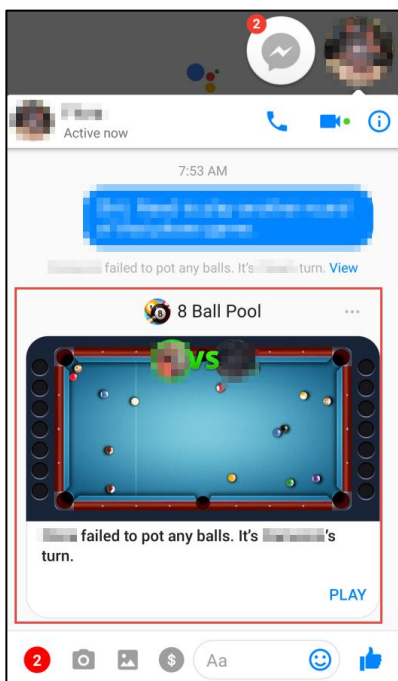 2
Active now
7:53 AM
failed to pot any balls. It's turn. View
8 Ball Pool
VS
failed to pot any balls. It's 's
turn.
PLAY
2
$
Aa